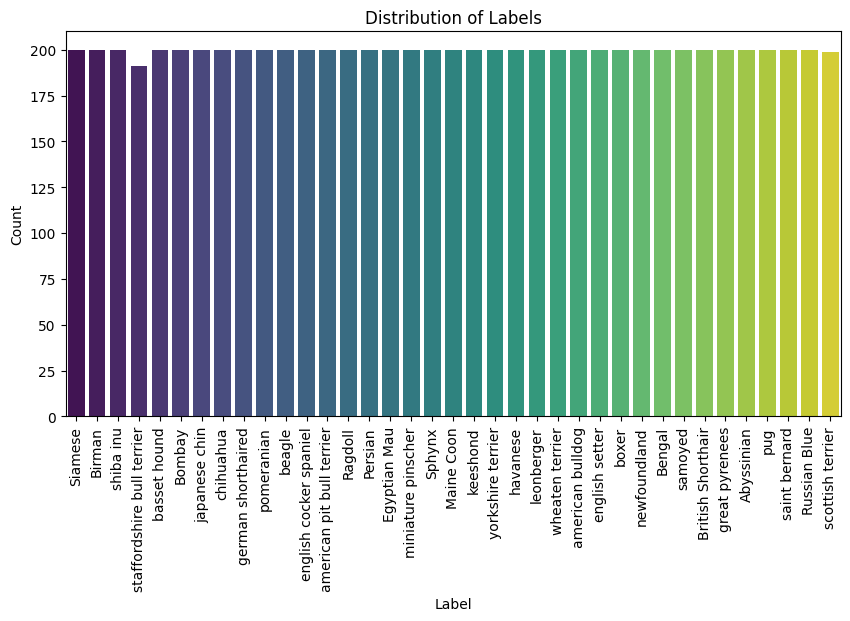 Distribution of Labels
Count
200
175
150
125
100
75
50
25
0
Siamese
Birman
shiba inu
staffordshire bull terrier
basset hound
Bombay
japanese chin
chihuahua
german shorthaired
pomeranian
beagle
english cocker spaniel
american pit bull terrier
Ragdoll
Persian
Egyptian Mau
miniature pinscher
Sphynx
Maine Coon
keeshond
yorkshire terrier
havanese
leonberger
wheaten terrier
american bulldog
english setter
boxer
newfoundland
Bengal
samoyed
British Shorthair
great pyrenees
Abyssinian
pug
saint bernard
Russian Blue
scottish terrier
Label